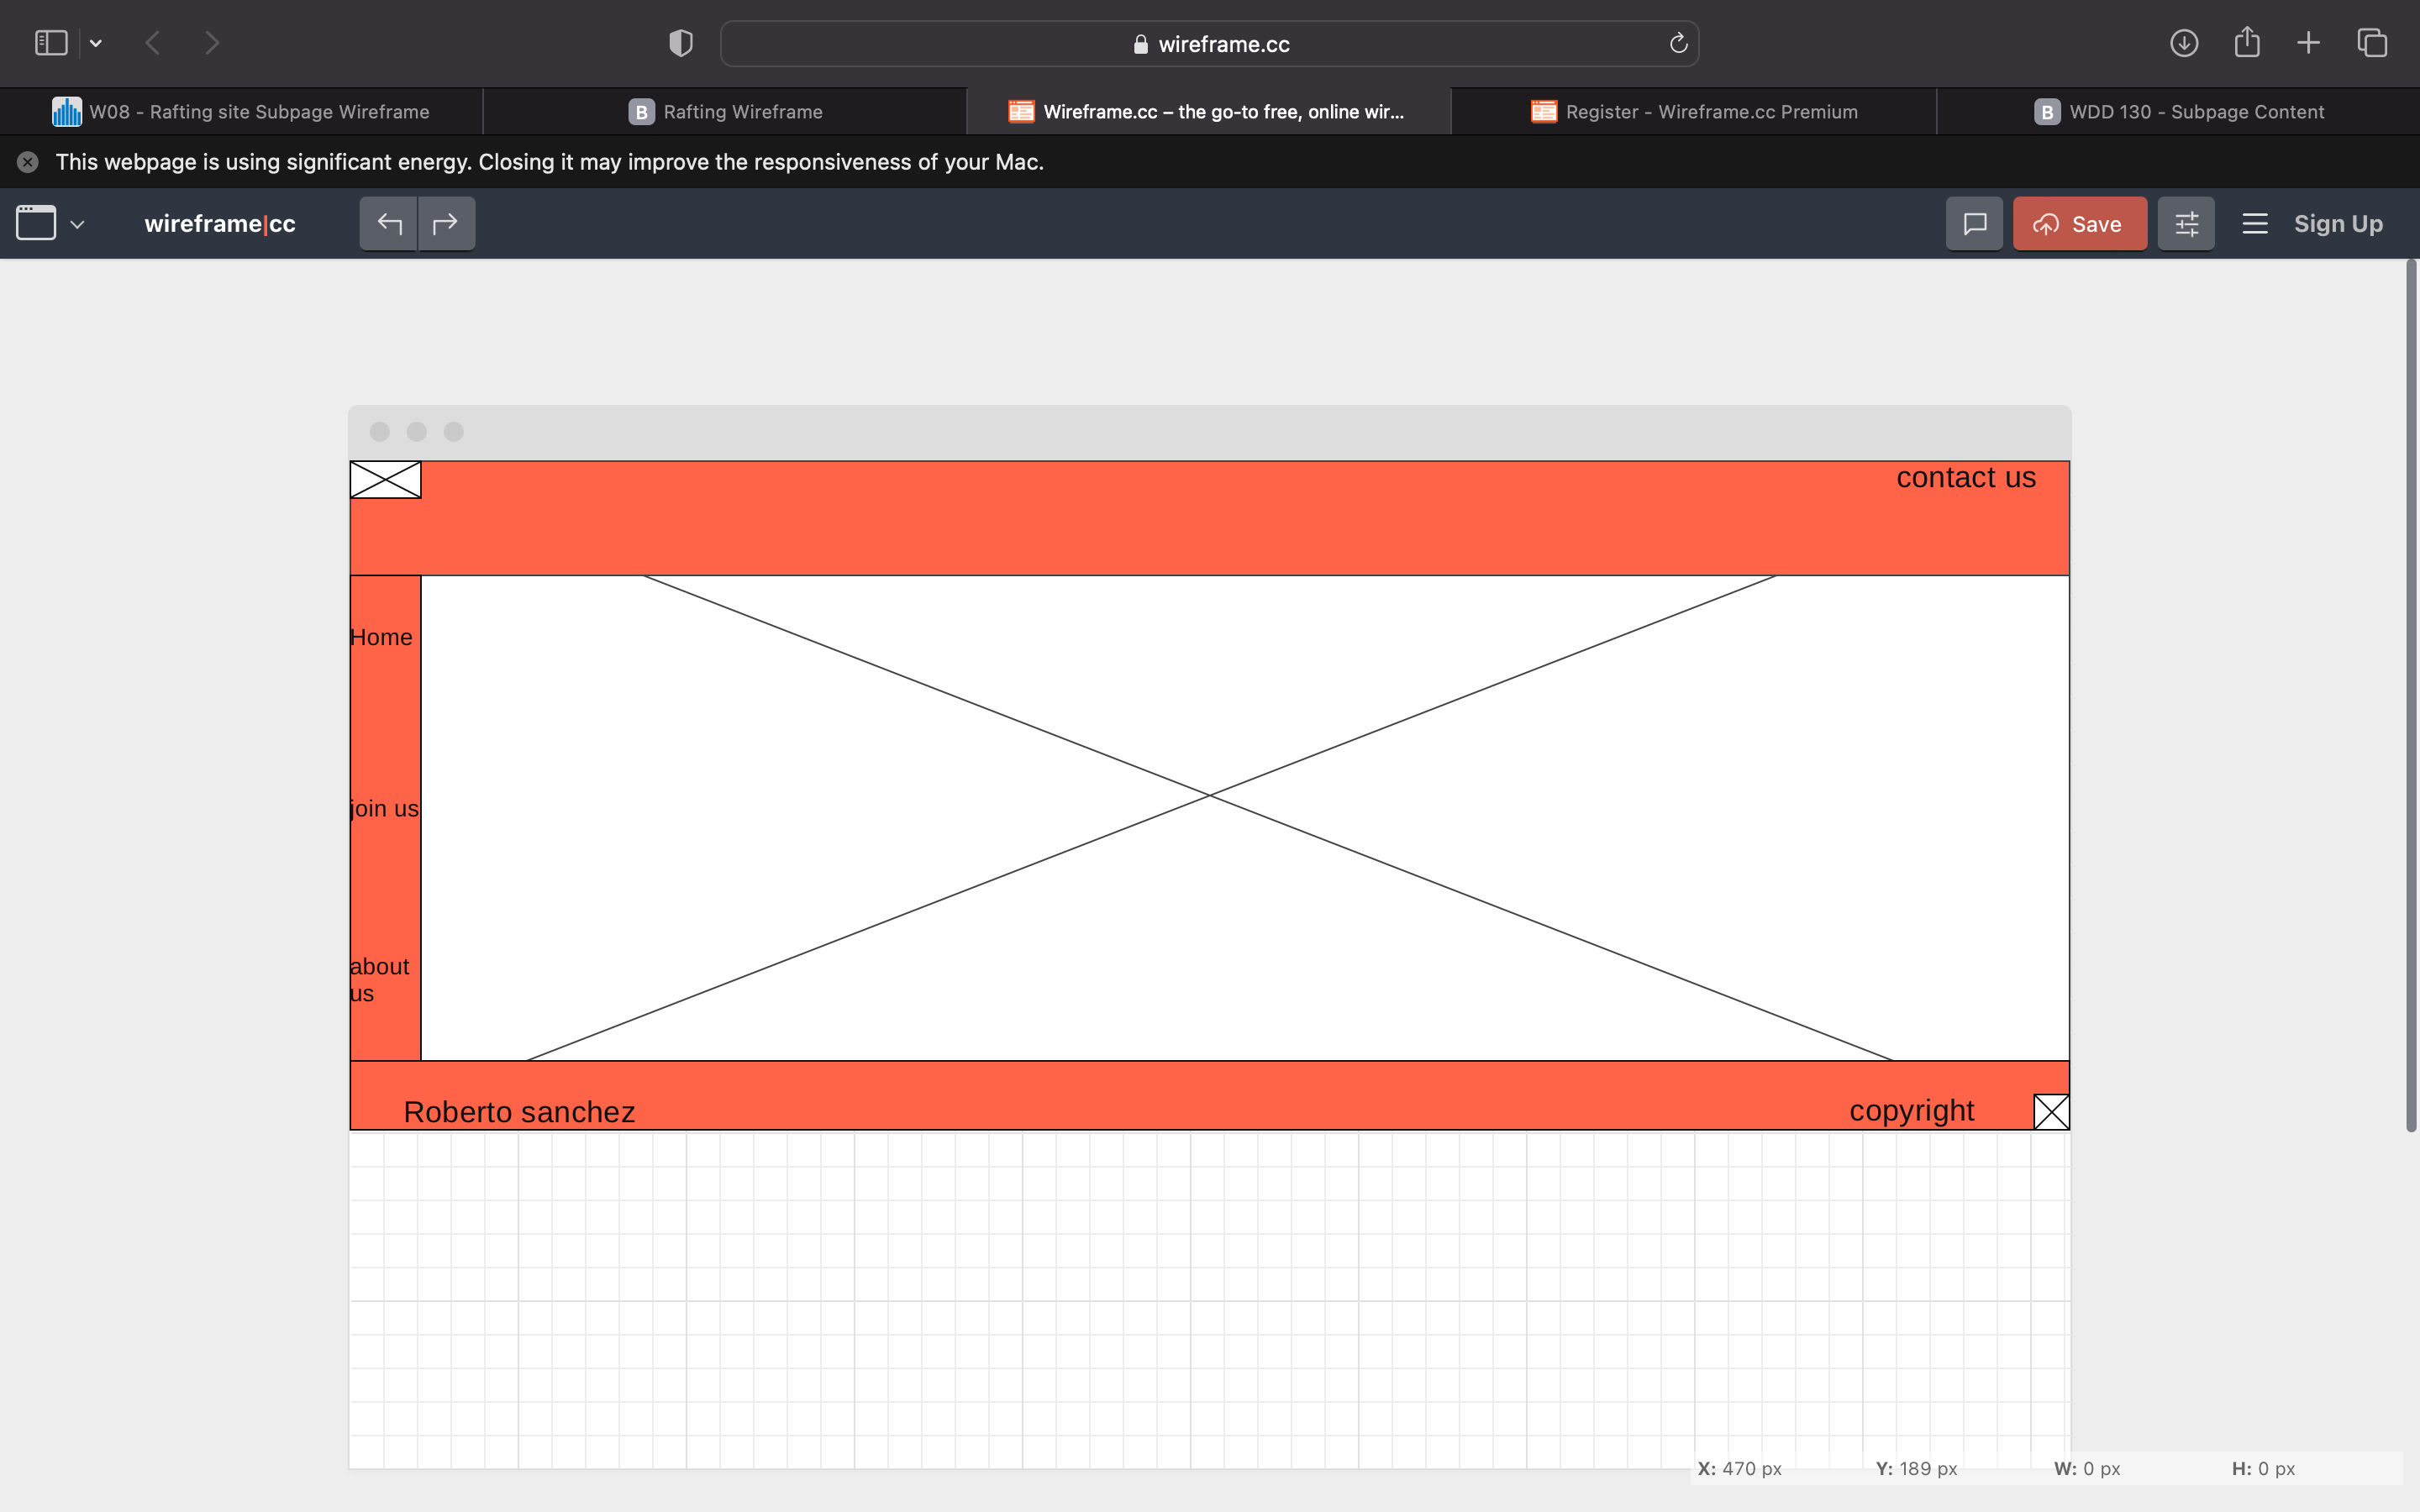 wireframe.cc
W08 - Rafting site Subpage Wireframe
B Rafting Wireframe
Wireframe.cc – the go-to free, online wir...
Register - Wireframe.cc Premium
B WDD 130 - Subpage Content
This webpage is using significant energy. Closing it may improve the responsiveness of your Mac.
wireframe|cc
Save
Sign Up
contact us
Home
join us
about
us
Roberto sanchez
copyright
X: 470 px Y: 189 px W: 0 px H: 0 px